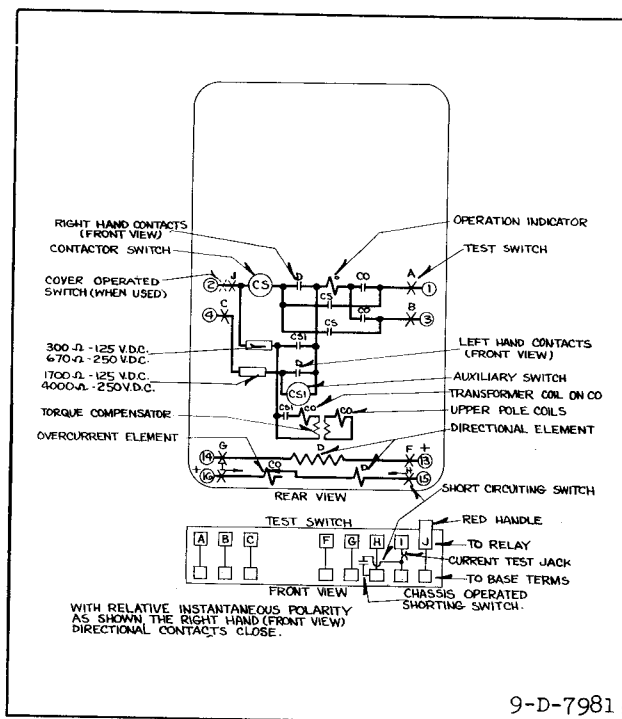 RIGHT HAND CONTACTS
(FRONT VIEW)
CONTACTOR SWITCH
OPERATION INDICATOR
TEST SWITCH
COVER OPERATED
SWITCH (WHEN USED)
2 J CS D S CO A 1
CS
CO B 3
4 C
CS
300 Ω - 125 V.D.C.
670 Ω - 250 V.D.C.
CS1
LEFT HAND CONTACTS
(FRONT VIEW)
1700 Ω - 125 V.D.C.
4000 Ω - 250 V.D.C.
D
CS1
AUXILIARY SWITCH
TRANSFORMER COIL ON CO
CS1 CO CO
UPPER POLE COILS
TORQUE COMPENSATOR
DIRECTIONAL ELEMENT
OVERCURRENT ELEMENT
14 G D F + 13
+ 16 I CO D H 15
REAR VIEW
SHORT CIRCUITING SWITCH
TEST SWITCH
RED HANDLE
A B C F G H I J
TO RELAY
CURRENT TEST JACK
TO BASE TERMS
FRONT VIEW
CHASSIS OPERATED
SHORTING SWITCH.
WITH RELATIVE INSTANTANEOUS POLARITY
AS SHOWN THE RIGHT HAND (FRONT VIEW)
DIRECTIONAL CONTACTS CLOSE.
9-D-7981